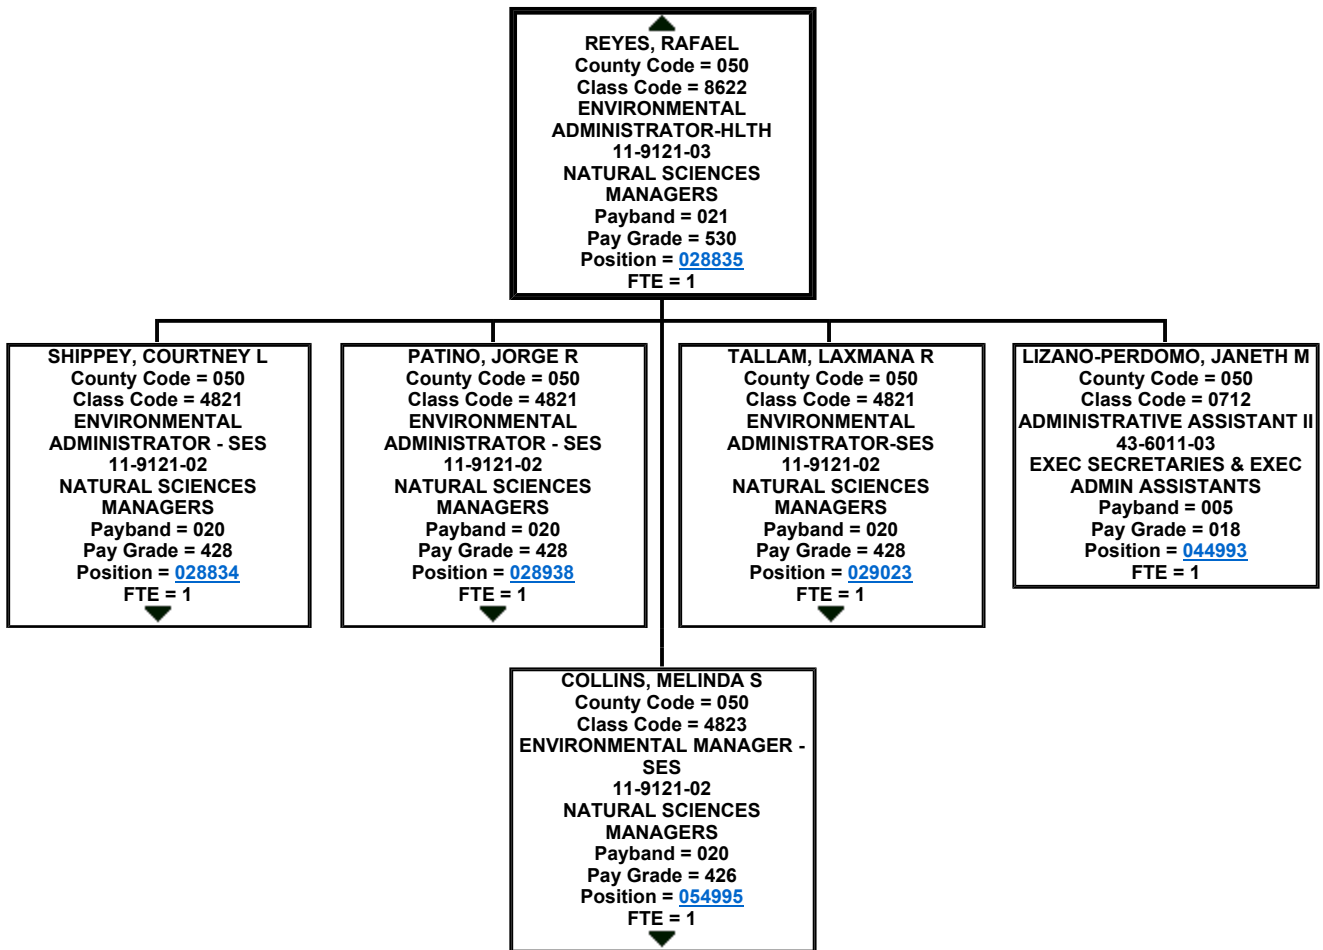 REYES, RAFAEL
County Code = 050
Class Code = 8622
ENVIRONMENTAL
ADMINISTRATOR-HLTH
11-9121-03
NATURAL SCIENCES
MANAGERS
Payband = 021
Pay Grade = 530
Position = 028835
FTE = 1
SHIPPEY, COURTNEY L
County Code = 050
Class Code = 4821
ENVIRONMENTAL
ADMINISTRATOR - SES
11-9121-02
NATURAL SCIENCES
MANAGERS
Payband = 020
Pay Grade = 428
Position = 028834
FTE = 1
PATINO, JORGE R
County Code = 050
Class Code = 4821
ENVIRONMENTAL
ADMINISTRATOR - SES
11-9121-02
NATURAL SCIENCES
MANAGERS
Payband = 020
Pay Grade = 428
Position = 028938
FTE = 1
TALLAM, LAXMANA R
County Code = 050
Class Code = 4821
ENVIRONMENTAL
ADMINISTRATOR-SES
11-9121-02
NATURAL SCIENCES
MANAGERS
Payband = 020
Pay Grade = 428
Position = 029023
FTE = 1
LIZANO-PERDOMO, JANETH M
County Code = 050
Class Code = 0712
ADMINISTRATIVE ASSISTANT II
43-6011-03
EXEC SECRETARIES & EXEC
ADMIN ASSISTANTS
Payband = 005
Pay Grade = 018
Position = 044993
FTE = 1
COLLINS, MELINDA S
County Code = 050
Class Code = 4823
ENVIRONMENTAL MANAGER -
SES
11-9121-02
NATURAL SCIENCES
MANAGERS
Payband = 020
Pay Grade = 426
Position = 054995
FTE = 1